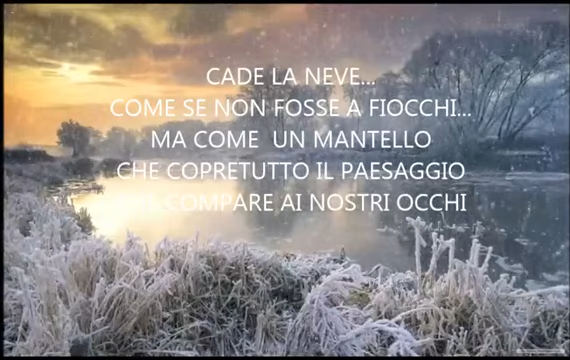 CADE LA NEVE...
COME SE NON FOSSE A FIOCCHI...
MA COME UN MANTELLO
CHE COPRETUTTO IL PAESAGGIO
COMPARE AI NOSTRI OCCHI